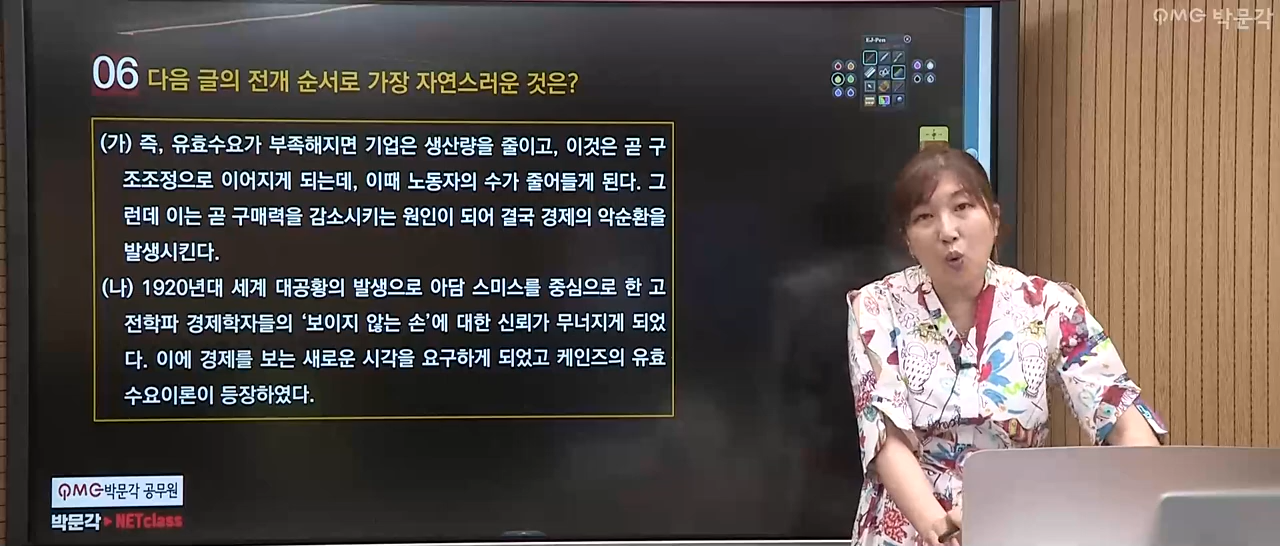 QMG 박문각
EJ-Pen
06 다음 글의 전개 순서로 가장 자연스러운 것은?
(가) 즉, 유효수요가 부족해지면 기업은 생산량을 줄이고, 이것은 곧 구
조조정으로 이어지게 되는데, 이때 노동자의 수가 줄어들게 된다. 그
런데 이는 곧 구매력을 감소시키는 원인이 되어 결국 경제의 악순환을
발생시킨다.
(나) 1920년대 세계 대공황의 발생으로 아담 스미스를 중심으로 한 고
전학파 경제학자들의 ‘보이지 않는 손’에 대한 신뢰가 무너지게 되었
다. 이에 경제를 보는 새로운 시각을 요구하게 되었고 케인즈의 유효
수요이론이 등장하였다.
QMG박문각 공무원
박문각 NETclass